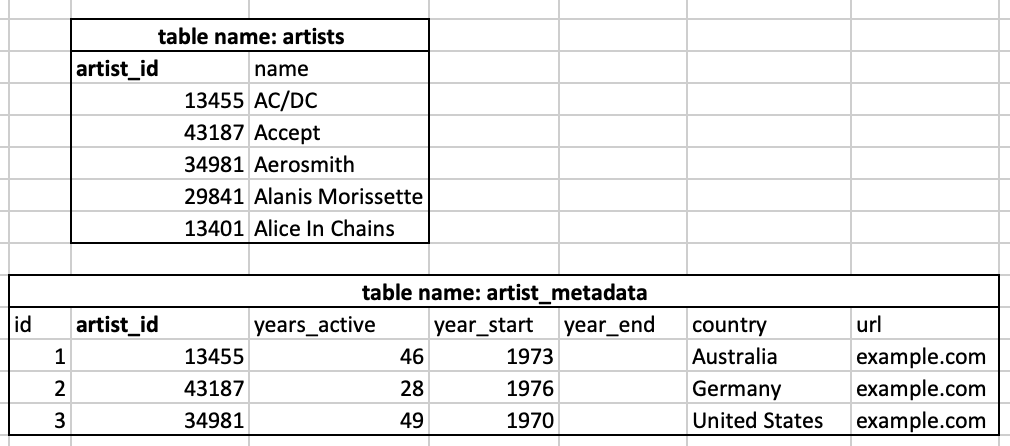 table name: artists
artist_id name
13455 AC/DC
43187 Accept
34981 Aerosmith
29841 Alanis Morissette
13401 Alice In Chains
table name: artist_metadata
id artist_id years_active year_start year_end country url
1 13455 46 1973 Australia example.com
2 43187 28 1976 Germany example.com
3 34981 49 1970 United States example.com